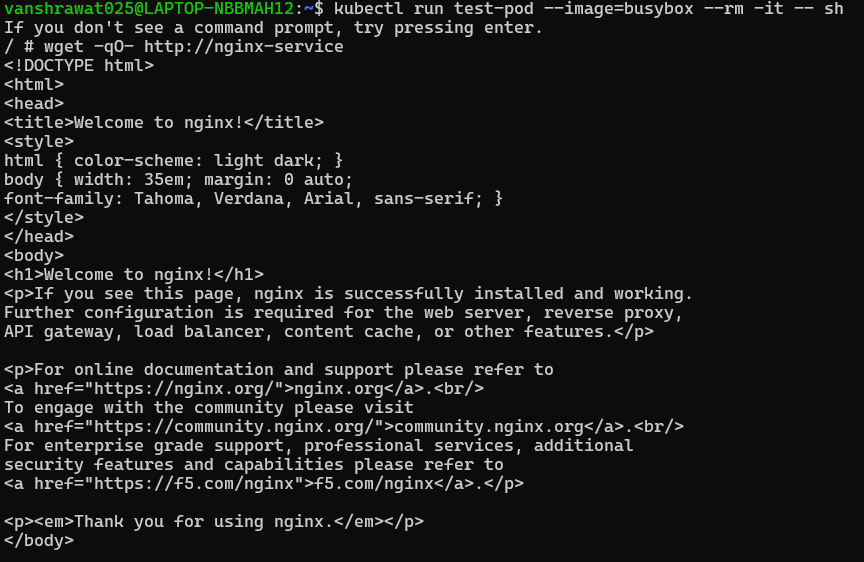 vanshrawat025@LAPTOP-NBBMAH12:~$ kubectl run test-pod --image=busybox --rm -it -- sh
If you don't see a command prompt, try pressing enter.
/ # wget -qO- http://nginx-service
<!DOCTYPE html>
<html>
<head>
<title>Welcome to nginx!</title>
<style>
html { color-scheme: light dark; }
body { width: 35em; margin: 0 auto;
font-family: Tahoma, Verdana, Arial, sans-serif; }
</style>
</head>
<body>
<h1>Welcome to nginx!</h1>
<p>If you see this page, nginx is successfully installed and working.
Further configuration is required for the web server, reverse proxy,
API gateway, load balancer, content cache, or other features.</p>

<p>For online documentation and support please refer to
<a href="https://nginx.org/">nginx.org</a>.<br/>
To engage with the community please visit
<a href="https://community.nginx.org/">community.nginx.org</a>.<br/>
For enterprise grade support, professional services, additional
security features and capabilities please refer to
<a href="https://f5.com/nginx">f5.com/nginx</a>.</p>

<p><em>Thank you for using nginx.</em></p>
</body>